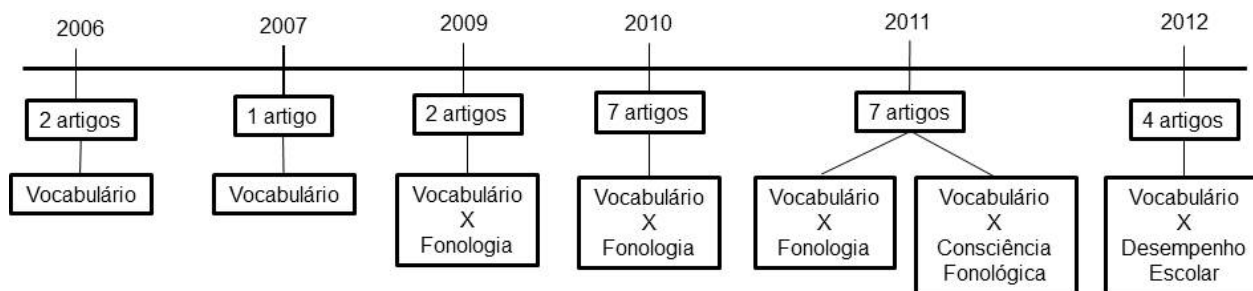 2006
2007
2009
2010
2011
2012
2 artigos
1 artigo
2 artigos
7 artigos
7 artigos
4 artigos
Vocabulário
Vocabulário
Vocabulário
X
Fonologia
Vocabulário
X
Fonologia
Vocabulário
X
Fonologia
Vocabulário
X
Consciência
Fonológica
Vocabulário
X
Desempenho
Escolar